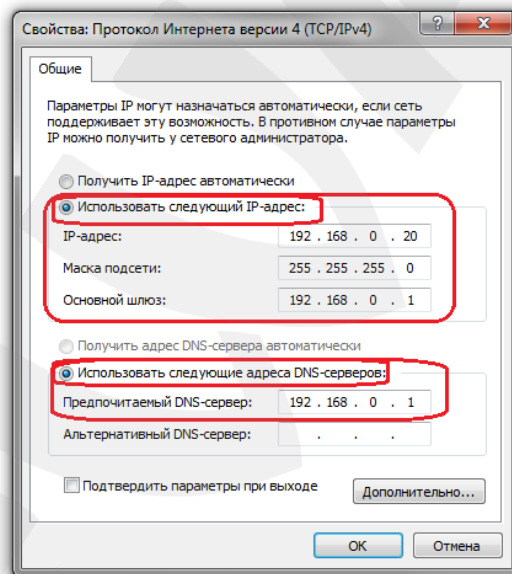 Свойства: Протокол Интернета версии 4 (TCP/IPv4)
Общие
Параметры IP могут назначаться автоматически, если сеть
поддерживает эту возможность. В противном случае параметры
IP можно получить у сетевого администратора.
Получить IP-адрес автоматически
Использовать следующий IP-адрес:
IP-адрес: 192 . 168 . 0 . 20
Маска подсети: 255 . 255 . 255 . 0
Основной шлюз: 192 . 168 . 0 . 1
Получить адрес DNS-сервера автоматически
Использовать следующие адреса DNS-серверов:
Предпочитаемый DNS-сервер: 192 . 168 . 0 . 1
Альтернативный DNS-сервер: . . .
Подтвердить параметры при выходе
Дополнительно...
OK Отмена